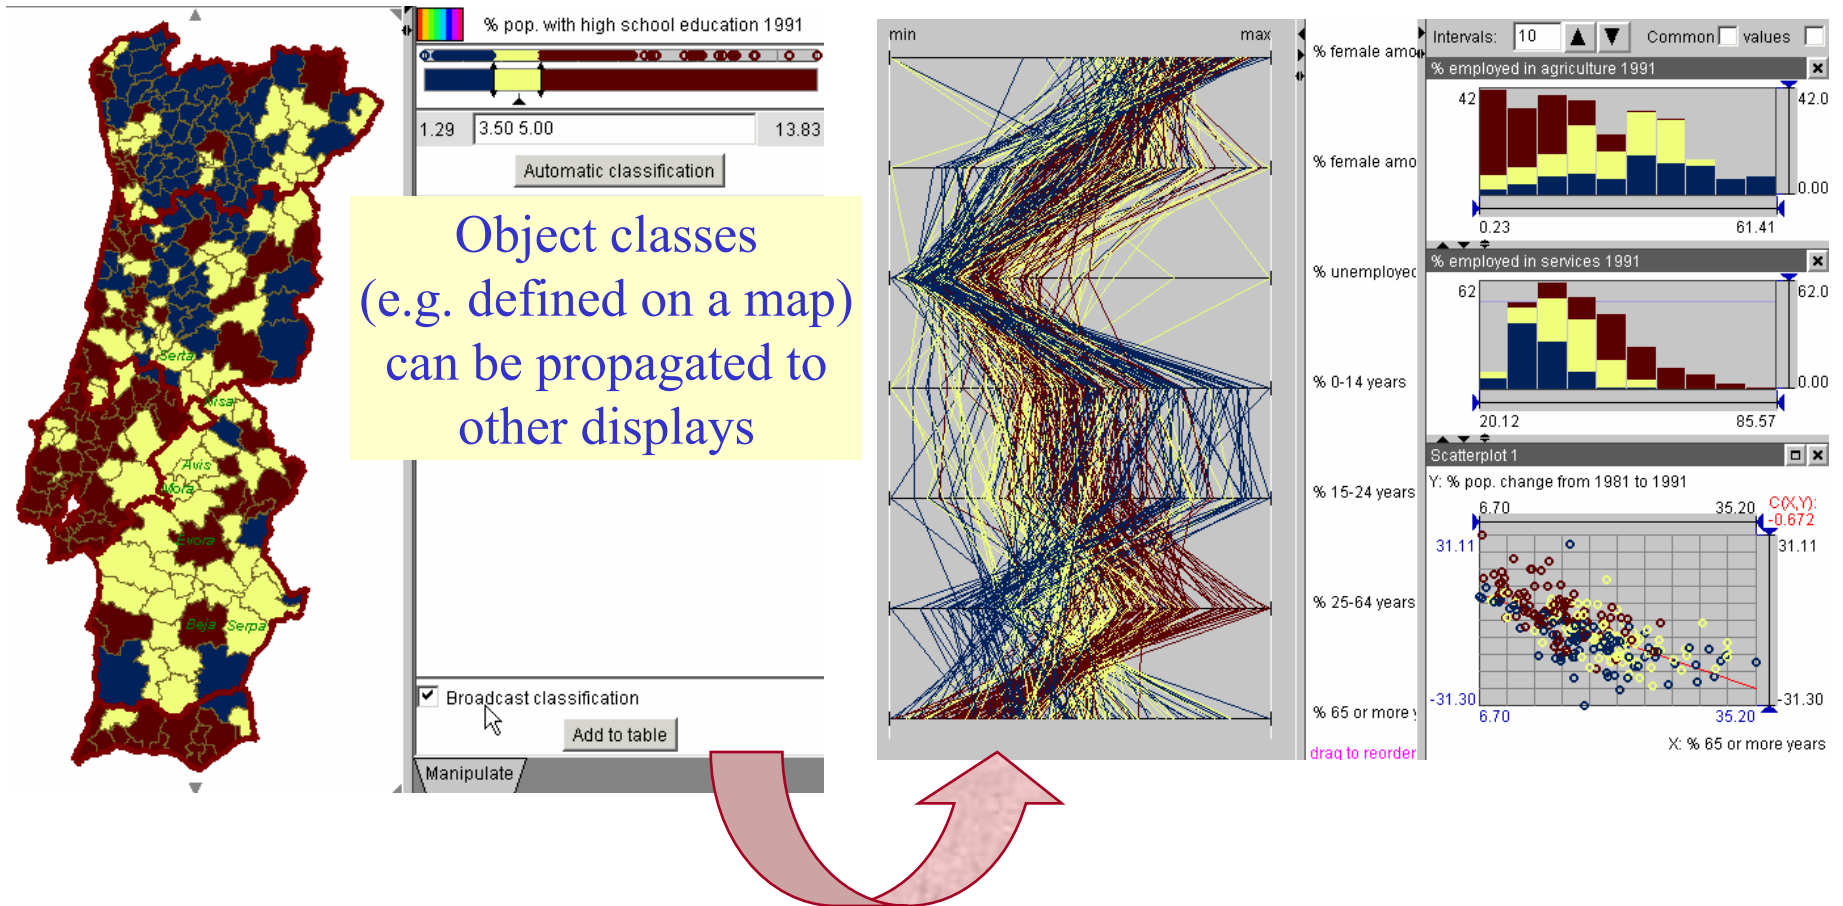 Serta
Nisa
Avis
Mora
Evora
Beja
Serpa
% pop. with high school education 1991
1.29
3.50 5.00
13.83
Automatic classification
Object classes
(e.g. defined on a map)
can be propagated to
other displays
Broadcast classification
Add to table
Manipulate
min
max
% female amo
% female amo
% unemployed
% 0-14 years
% 15-24 years
% 25-64 years
% 65 or more y
drag to reorder
Intervals:
10
Common
values
% employed in agriculture 1991
42
42.0
0.00
0.23
61.41
% employed in services 1991
62
62.0
0.00
20.12
85.57
Scatterplot 1
Y: % pop. change from 1981 to 1991
6.70
35.20
C(X,Y):
-0.672
31.11
31.11
-31.30
-31.30
6.70
35.20
X: % 65 or more years